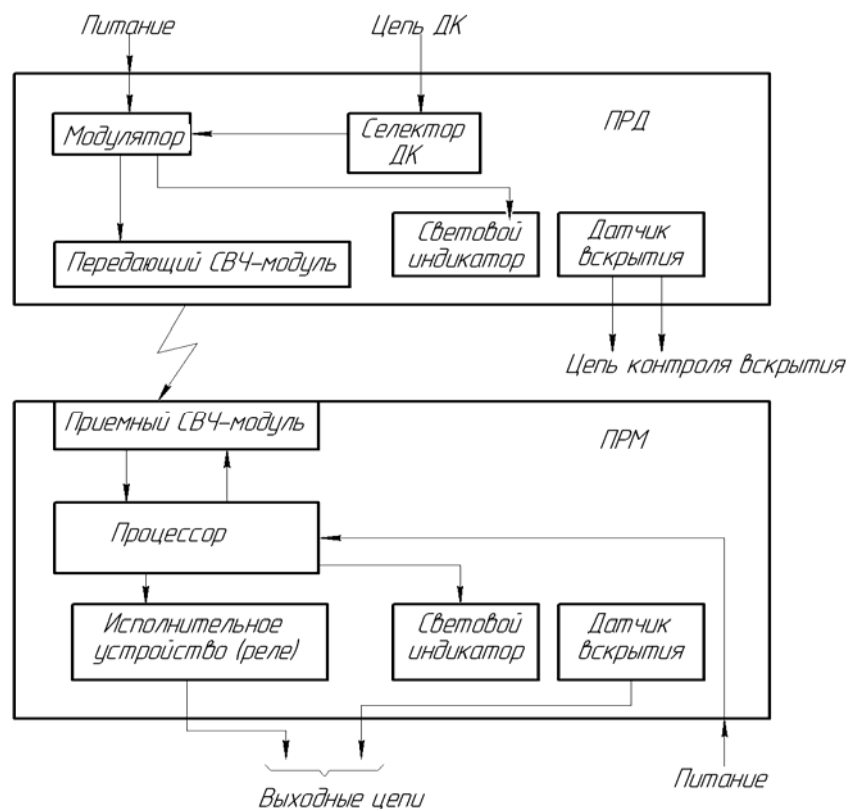 Питание
Цепь ДК
ПРД
Модулятор
Селектор
ДК
Передающий СВЧ-модуль
Световой
индикатор
Датчик
вскрытия
Цепь контроля вскрытия
Приемный СВЧ-модуль
ПРМ
Процессор
Исполнительное
устройство (реле)
Световой
индикатор
Датчик
вскрытия
Питание
Выходные цепи